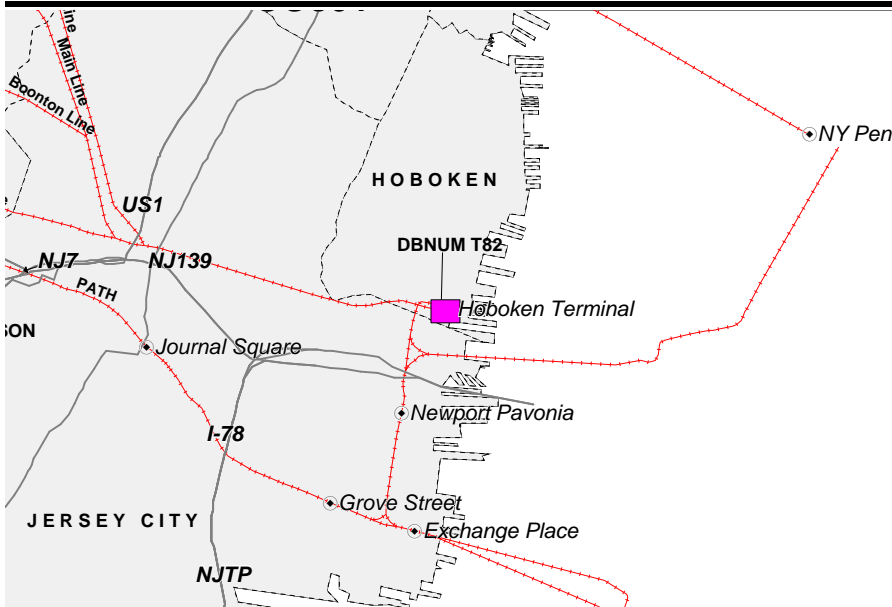 Line
Main Line
Boonton Line
NY Pen
HOBOKEN
US1
DBNUM T82
NJ7
NJ139
PATH
Hoboken Terminal
SON
Journal Square
Newport Pavonia
I-78
Grove Street
JERSEY CITY
Exchange Place
NJTP